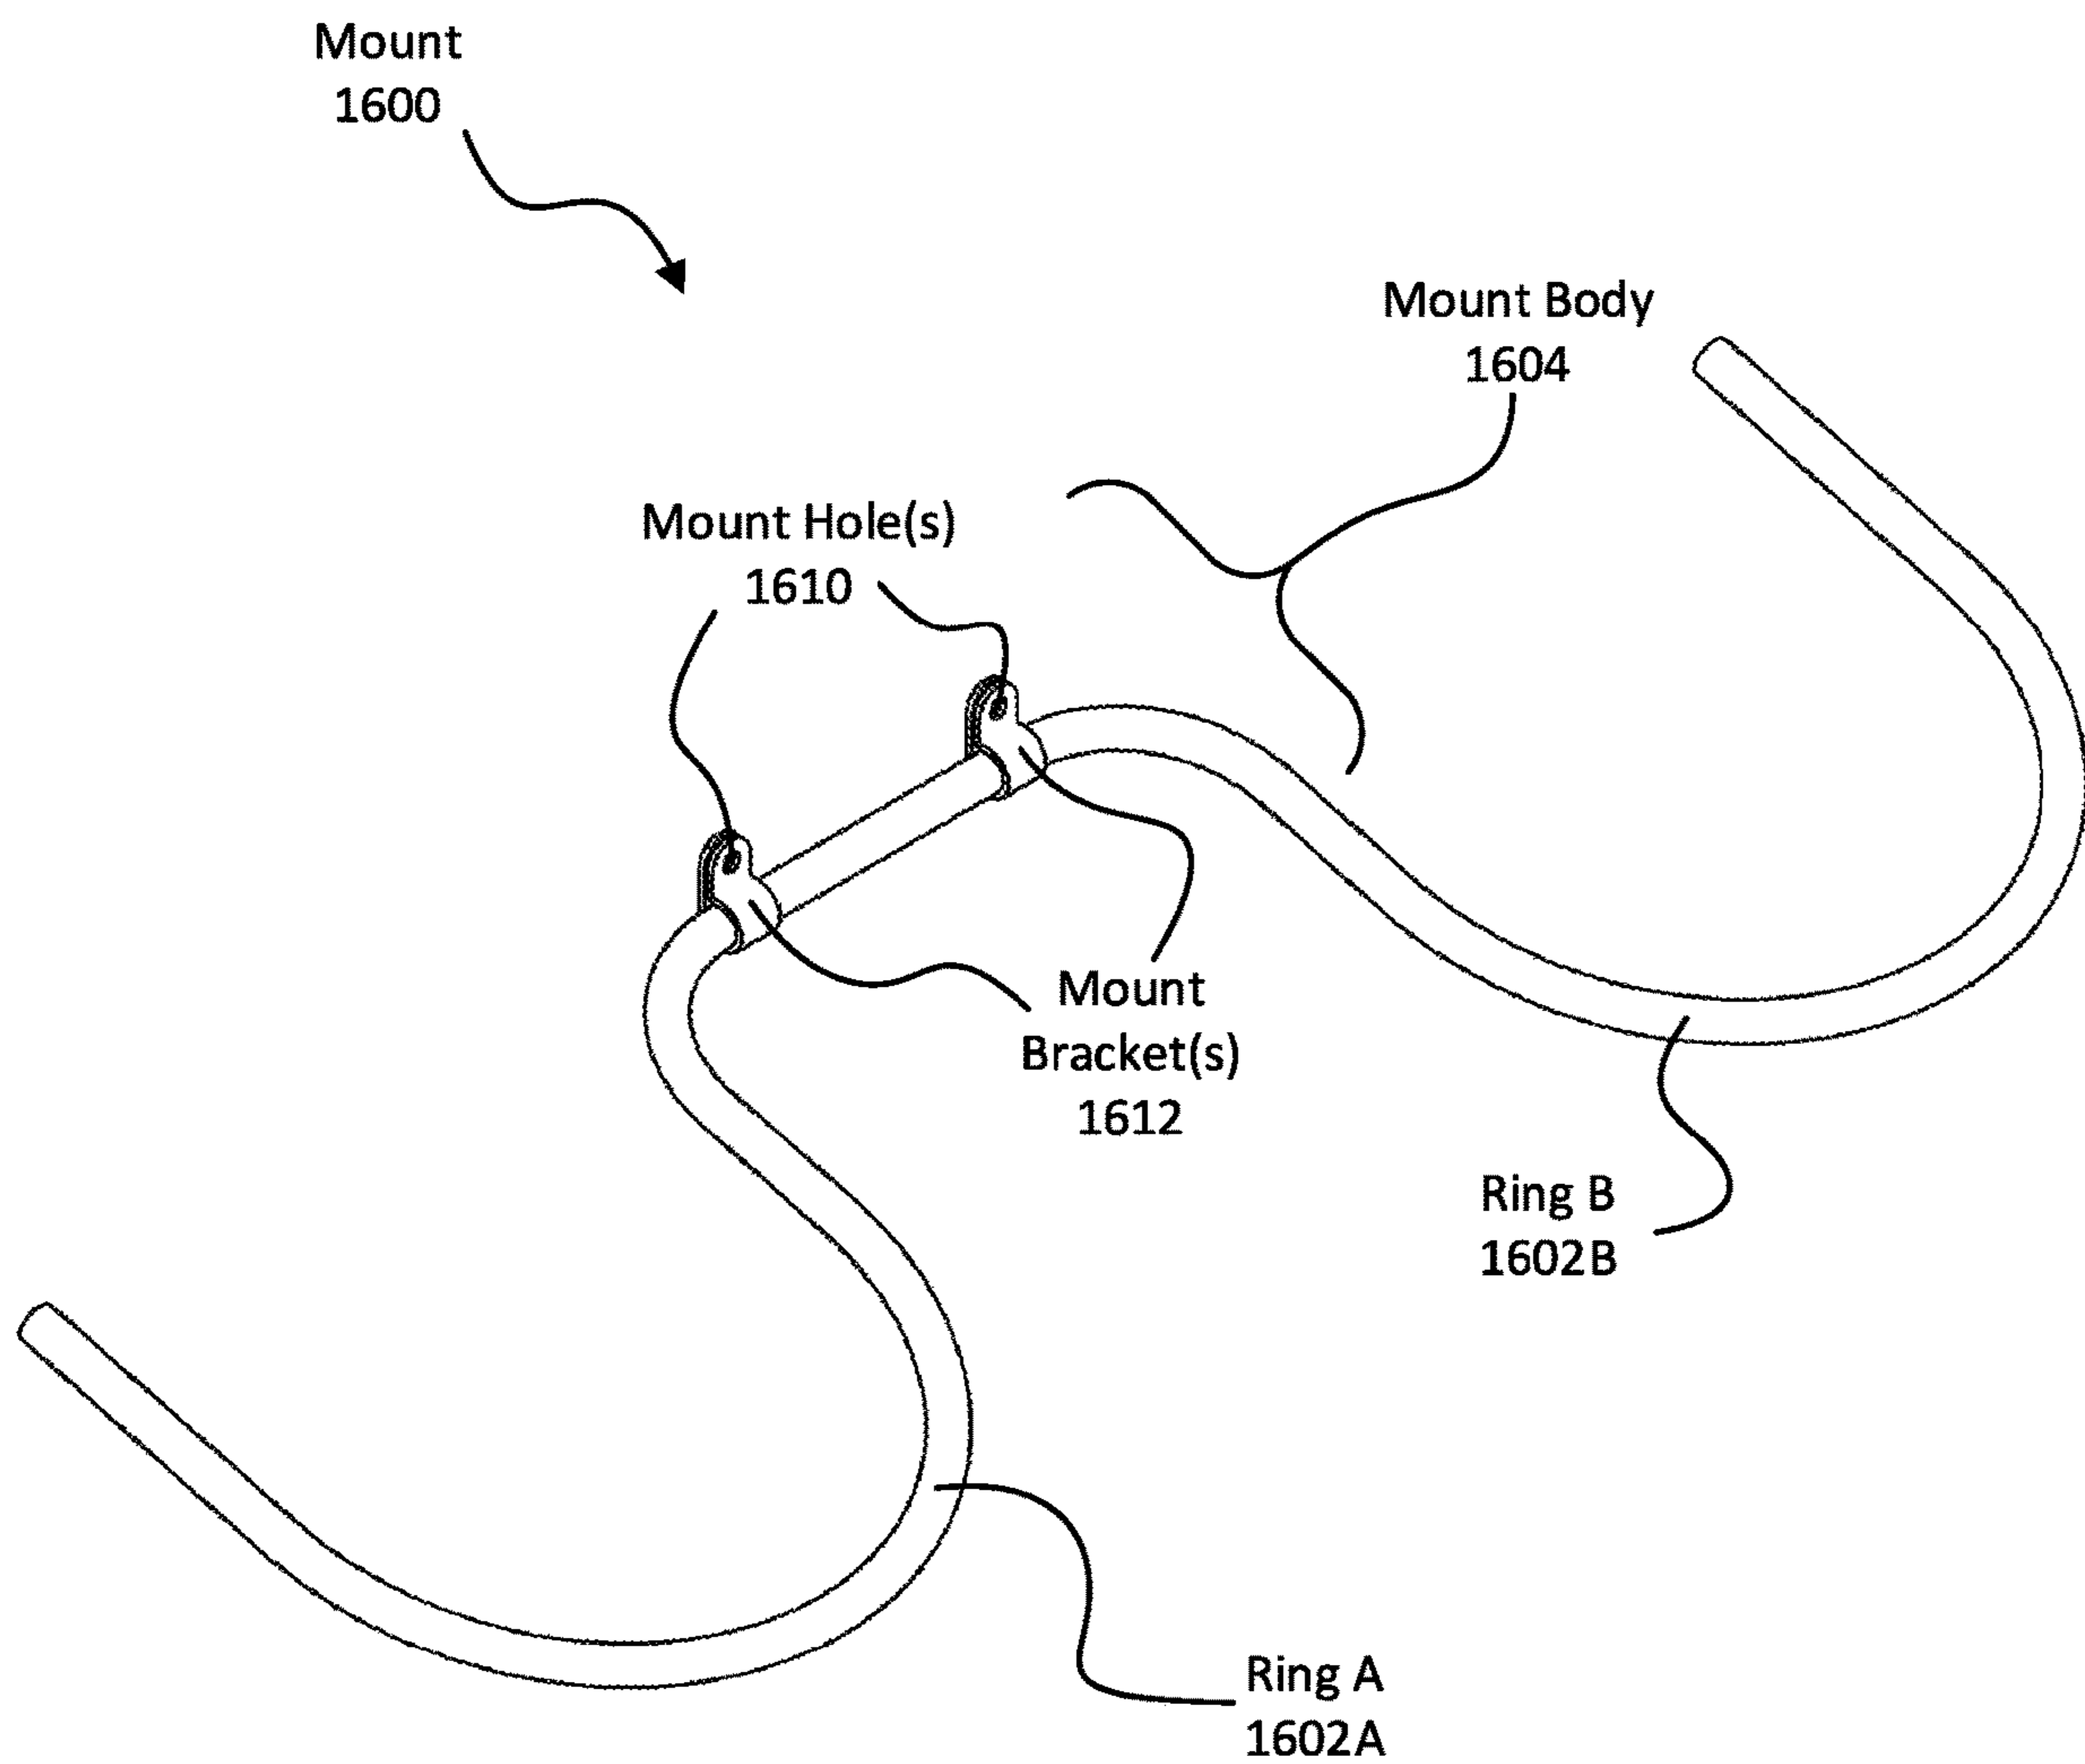 Mount
1600
Mount Body
1604
Mount Hole(s)
1610
Mount
Bracket(s)
1612
Ring B
1602B
Ring A
1602A